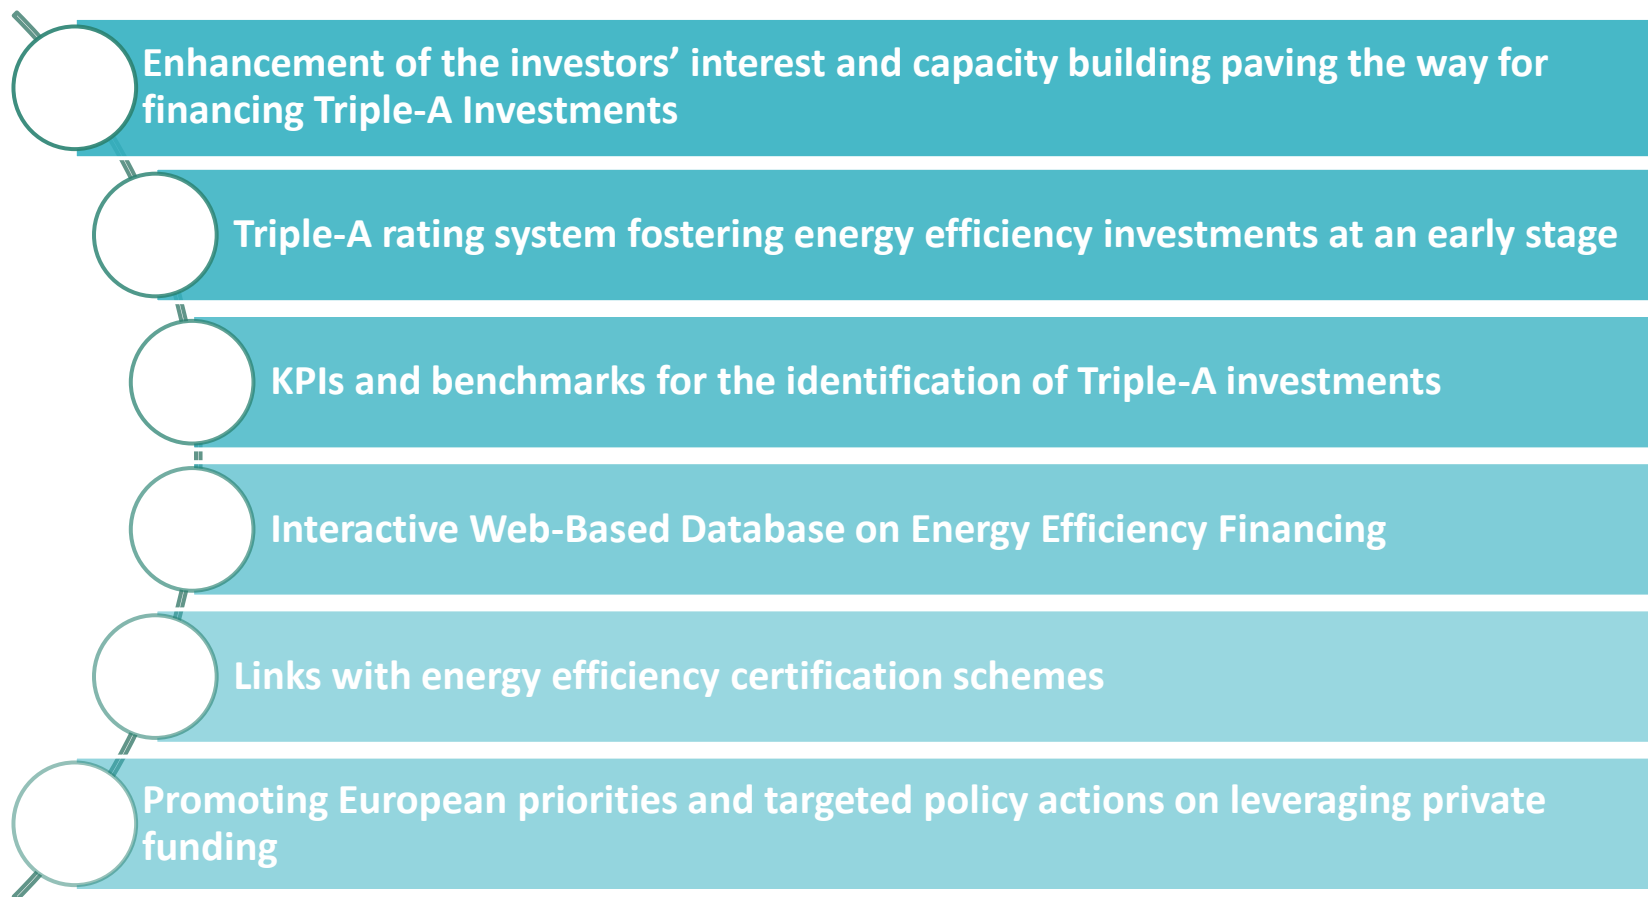 Enhancement of the investors’ interest and capacity building paving the way for
financing Triple-A Investments
Triple-A rating system fostering energy efficiency investments at an early stage
KPIs and benchmarks for the identification of Triple-A investments
Interactive Web-Based Database on Energy Efficiency Financing
Links with energy efficiency certification schemes
Promoting European priorities and targeted policy actions on leveraging private
funding